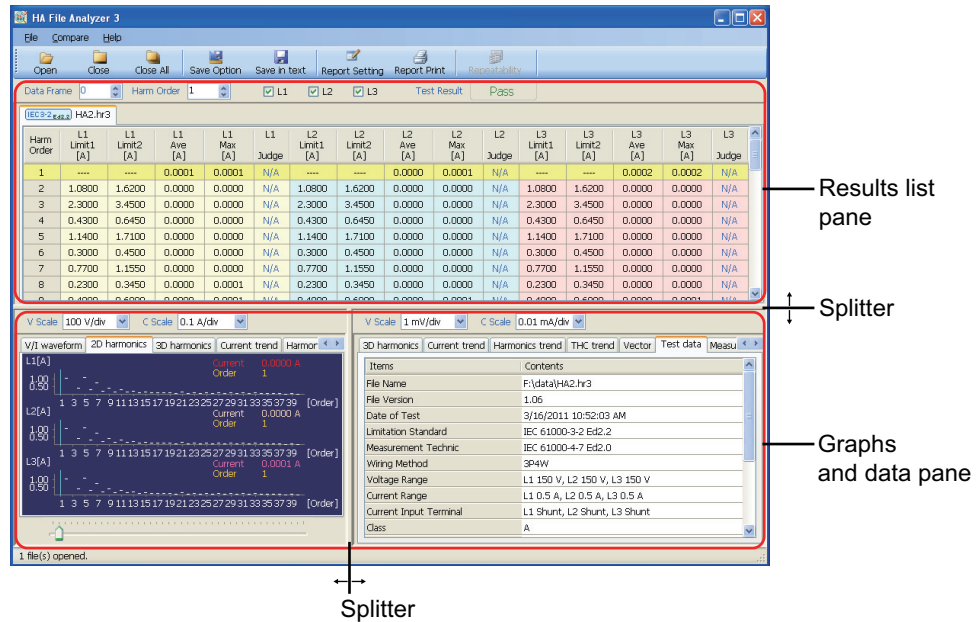 HA File Analyzer 3
File Compare Help
Open Close Close All Save Option Save in text Report Setting Report Print Repeatability
Data Frame 0 Harm Order 1 L1 L2 L3 Test Result Pass
IEC3-2 Ed2.2 HA2.hr3
Harm Order L1 Limit1 [A] L1 Limit2 [A] L1 Ave [A] L1 Max [A] L1 Judge L2 Limit1 [A] L2 Limit2 [A] L2 Ave [A] L2 Max [A] L2 Judge L3 Limit1 [A] L3 Limit2 [A] L3 Ave [A] L3 Max [A] L3 Judge
1 ---- ---- 0.0001 0.0001 N/A ---- ---- 0.0000 0.0001 N/A ---- ---- 0.0002 0.0002 N/A
2 1.0800 1.6200 0.0000 0.0000 N/A 1.0800 1.6200 0.0000 0.0000 N/A 1.0800 1.6200 0.0000 0.0000 N/A
3 2.3000 3.4500 0.0000 0.0000 N/A 2.3000 3.4500 0.0000 0.0000 N/A 2.3000 3.4500 0.0000 0.0000 N/A
4 0.4300 0.6450 0.0000 0.0000 N/A 0.4300 0.6450 0.0000 0.0000 N/A 0.4300 0.6450 0.0000 0.0000 N/A
5 1.1400 1.7100 0.0000 0.0000 N/A 1.1400 1.7100 0.0000 0.0000 N/A 1.1400 1.7100 0.0000 0.0000 N/A
6 0.3000 0.4500 0.0000 0.0000 N/A 0.3000 0.4500 0.0000 0.0000 N/A 0.3000 0.4500 0.0000 0.0000 N/A
7 0.7700 1.1550 0.0000 0.0000 N/A 0.7700 1.1550 0.0000 0.0000 N/A 0.7700 1.1550 0.0000 0.0000 N/A
8 0.2300 0.3450 0.0000 0.0001 N/A 0.2300 0.3450 0.0000 0.0000 N/A 0.2300 0.3450 0.0000 0.0000 N/A
Results list
pane
Splitter
V Scale 100 V/div C Scale 0.1 A/div
V/I waveform 2D harmonics 3D harmonics Current trend Harmor
L1[A] Current 0.0000 A
Order 1
1.00
0.50
1 3 5 7 9 11 13 15 17 19 21 23 25 27 29 31 33 35 37 39 [Order]
L2[A] Current 0.0000 A
Order 1
1.00
0.50
1 3 5 7 9 11 13 15 17 19 21 23 25 27 29 31 33 35 37 39 [Order]
L3[A] Current 0.0001 A
Order 1
1.00
0.50
1 3 5 7 9 11 13 15 17 19 21 23 25 27 29 31 33 35 37 39 [Order]
V Scale 1 mV/div C Scale 0.01 mA/div
3D harmonics Current trend Harmonics trend THC trend Vector Test data Measu
Items Contents
File Name F:\data\HA2.hr3
File Version 1.06
Date of Test 3/16/2011 10:52:03 AM
Limitation Standard IEC 61000-3-2 Ed2.2
Measurement Technic IEC 61000-4-7 Ed2.0
Wiring Method 3P4W
Voltage Range L1 150 V, L2 150 V, L3 150 V
Current Range L1 0.5 A, L2 0.5 A, L3 0.5 A
Current Input Terminal L1 Shunt, L2 Shunt, L3 Shunt
Class A
Graphs
and data pane
1 file(s) opened.
Splitter